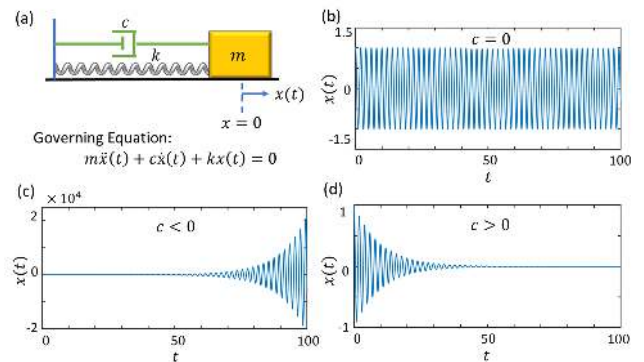 (a)
c
k
m
x(t)
x = 0
Governing Equation:
mẍ(t) + cẋ(t) + kx(t) = 0
(b)
1.5
c = 0
x(t)
0
-1.5
0
50
100
t
(c)
× 10⁴
2
c < 0
x(t)
0
-2
0
50
100
t
(d)
1
c > 0
x(t)
0
-1
0
50
100
t